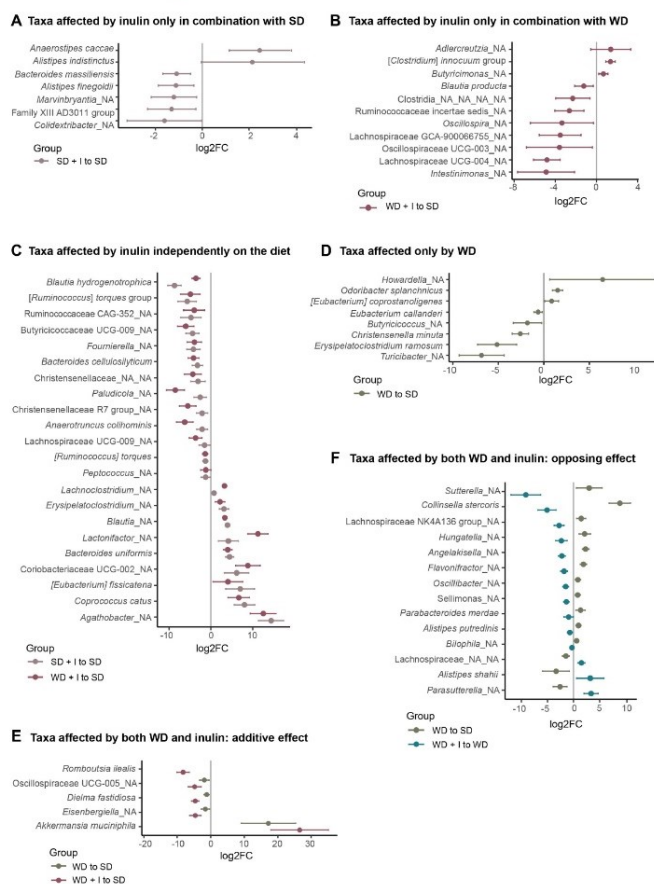 A Taxa affected by inulin only in combination with SD
Anaerostipes caccae
Alistipes indistinctus
Bacteroides massiliensis
Alistipes finegoldii
Marvinbryantia_NA
Family XIII AD3011 group
Colidextribacter_NA
-2 0 2 4
log2FC
Group
SD + I to SD
B Taxa affected by inulin only in combination with WD
Adlercreutzia_NA
[Clostridium] innocuum group
Butyricimonas_NA
Blautia producta
Clostridia_NA_NA_NA_NA
Ruminococcaceae incertae sedis_NA
Oscillospira_NA
Lachnospiraceae GCA-900066755_NA
Oscillospiraceae UCG-003_NA
Lachnospiraceae UCG-004_NA
Intestinimonas_NA
-8 -4 0 4
log2FC
Group
WD + I to SD
C Taxa affected by inulin independently on the diet
Blautia hydrogenotrophica
[Ruminococcus] torques group
Ruminococcaceae CAG-352_NA
Butyricicoccaceae UCG-009_NA
Fournierella_NA
Bacteroides cellulosilyticum
Christensenellaceae_NA_NA
Paludicola_NA
Christensenellaceae R7 group_NA
Anaerotruncus colihominis
Lachnospiraceae UCG-009_NA
[Ruminococcus] torques
Peptococcus_NA
Lachnoclostridium_NA
Erysipelatoclostridium_NA
Blautia_NA
Lactonifactor_NA
Bacteroides uniformis
Coriobacteriaceae UCG-002_NA
[Eubacterium] fissicatena
Coprococcus catus
Agathobacter_NA
-10 0 10
log2FC
Group
SD + I to SD
WD + I to SD
D Taxa affected only by WD
Howardella_NA
Odoribacter splanchnicus
[Eubacterium] coprostanoligenes
Eubacterium callanderi
Butyricicoccus_NA
Christensenella minuta
Erysipelatoclostridium ramosum
Turicibacter_NA
-10 -5 0 5 10
log2FC
Group
WD to SD
F Taxa affected by both WD and inulin: opposing effect
Sutterella_NA
Collinsella stercoris
Lachnospiraceae NK4A136 group_NA
Hungatella_NA
Angelakisella_NA
Flavonifractor_NA
Oscillibacter_NA
Sellimonas_NA
Parabacteroides merdae
Alistipes putredinis
Bilophila_NA
Lachnospiraceae_NA_NA
Alistipes shahii
Parasutterella_NA
-10 -5 0 5 10
log2FC
Group
WD to SD
WD + I to WD
E Taxa affected by both WD and inulin: additive effect
Romboutsia ilealis
Oscillospiraceae UCG-005_NA
Dielma fastidiosa
Eisenbergiella_NA
Akkermansia muciniphila
-20 -10 0 10 20 30
log2FC
Group
WD to SD
WD + I to SD